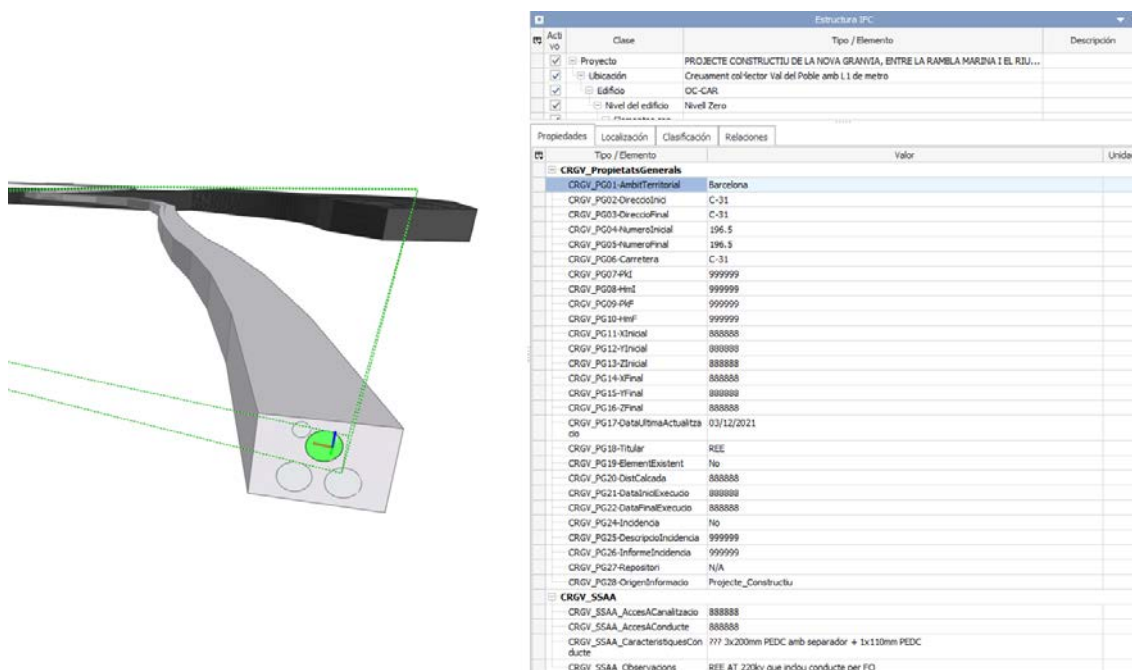 Estructura IFC
Acti
vo
Clase
Tipo / Elemento
Descripción
Proyecto PROJECTE CONSTRUCTIU DE LA NOVA GRANVIA, ENTRE LA RAMBLA MARINA I EL RIU...
Ubicación Creuament col·lector Val del Poble amb L1 de metro
Edificio OC-CAR
Nivel del edificio Nivell Zero
Propiedades Localización Clasificación Relaciones
Tipo / Elemento Valor Unida
CRGV_PropietatsGenerals
CRGV_PG01-AmbitTerritorial Barcelona
CRGV_PG02-DireccioInici C-31
CRGV_PG03-DireccioFinal C-31
CRGV_PG04-NumeroInicial 196.5
CRGV_PG05-NumeroFinal 196.5
CRGV_PG06-Carretera C-31
CRGV_PG07-PkI 999999
CRGV_PG08-HmI 999999
CRGV_PG09-PkF 999999
CRGV_PG10-HmF 999999
CRGV_PG11-XInicial 888888
CRGV_PG12-YInicial 888888
CRGV_PG13-ZInicial 888888
CRGV_PG14-XFinal 888888
CRGV_PG15-YFinal 888888
CRGV_PG16-ZFinal 888888
CRGV_PG17-DataUltimaActualitza 03/12/2021
cio
CRGV_PG18-Titular REE
CRGV_PG19-ElementExistent No
CRGV_PG20-DistCalcada 888888
CRGV_PG21-DataIniciExecucio 888888
CRGV_PG22-DataFinalExecucio 888888
CRGV_PG24-Incidencia No
CRGV_PG25-DescripcioIncidencia 999999
CRGV_PG26-InformeIncidencia 999999
CRGV_PG27-Repositori N/A
CRGV_PG28-OrigenInformacio Projecte_Constructiu
CRGV_SSAA
CRGV_SSAA_AccesACanalitzacio 888888
CRGV_SSAA_AccesAConducte 888888
CRGV_SSAA_CaracteristiquesCon ??? 3x200mm PEDC amb separador + 1x110mm PEDC
ducte
CRGV_SSAA_Observacions REE AT 220kv que inclou conducte per FO